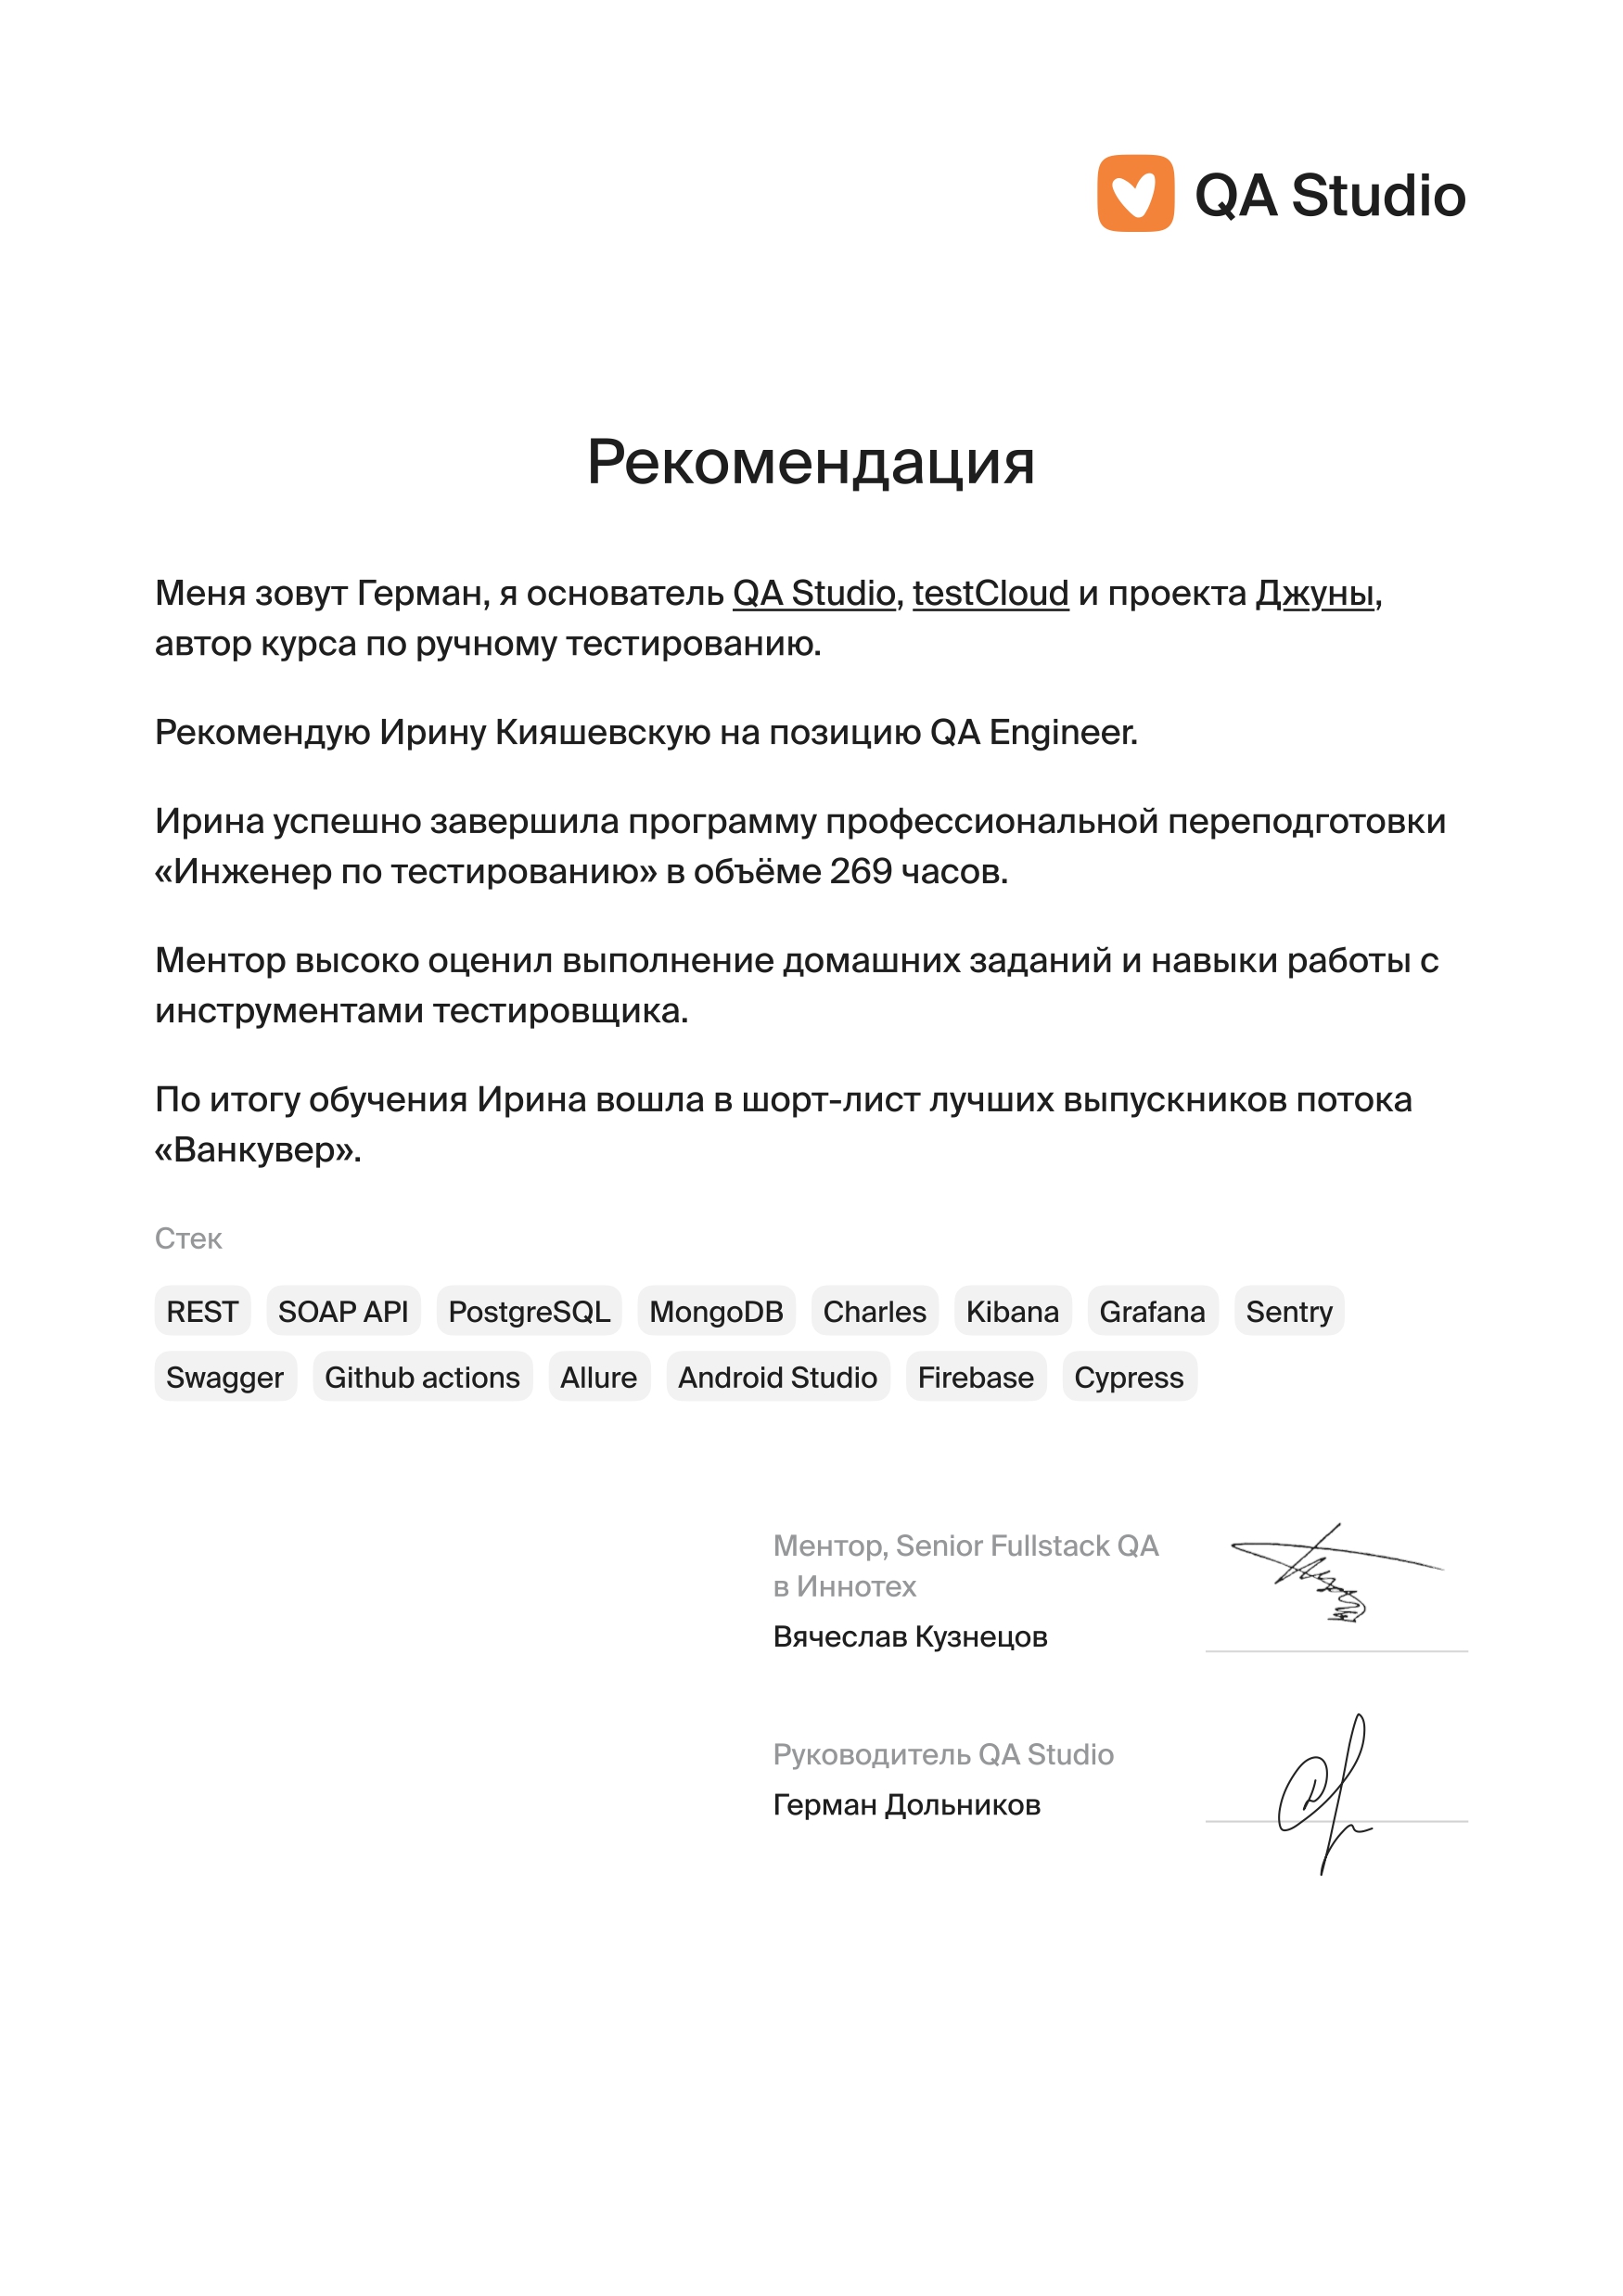 QA Studio
Рекомендация
Меня зовут Герман, я основатель QA Studio, testCloud и проекта Джуны,
автор курса по ручному тестированию.
Рекомендую Ирину Кияшевскую на позицию QA Engineer.
Ирина успешно завершила программу профессиональной переподготовки
«Инженер по тестированию» в объёме 269 часов.
Ментор высоко оценил выполнение домашних заданий и навыки работы с
инструментами тестировщика.
По итогу обучения Ирина вошла в шорт-лист лучших выпускников потока
«Ванкувер».
Стек
REST SOAP API PostgreSQL MongoDB Charles Kibana Grafana Sentry
Swagger Github actions Allure Android Studio Firebase Cypress
Ментор, Senior Fullstack QA
в Иннотех
Вячеслав Кузнецов
Руководитель QA Studio
Герман Дольников